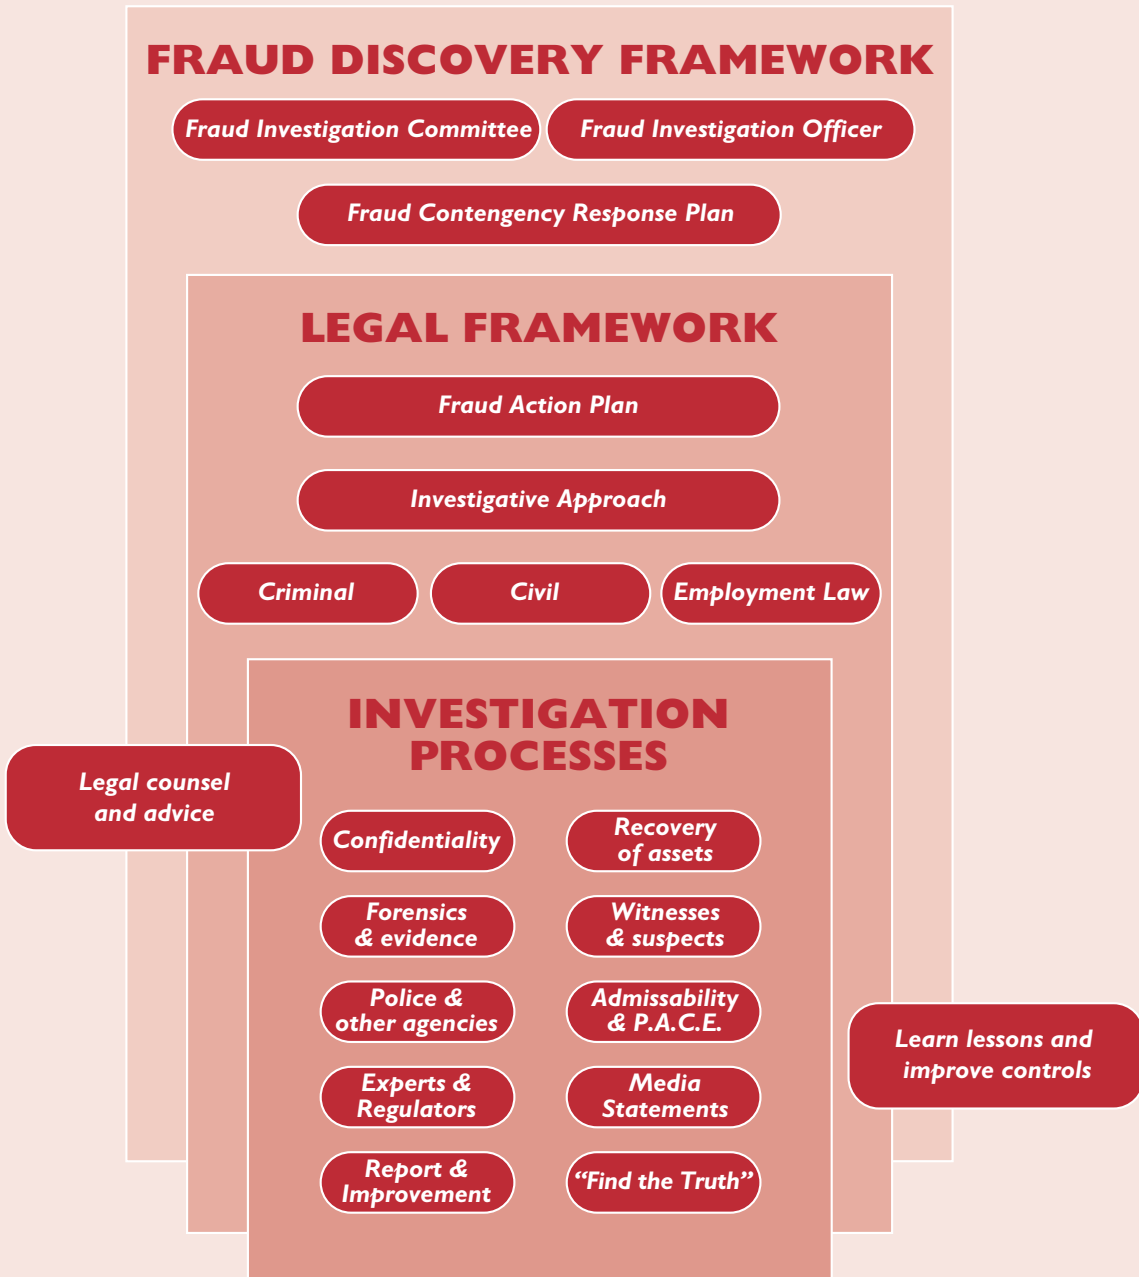 FRAUD DISCOVERY FRAMEWORK
Fraud Investigation Committee
Fraud Investigation Officer
Fraud Contengency Response Plan
LEGAL FRAMEWORK
Fraud Action Plan
Investigative Approach
Criminal
Civil
Employment Law
INVESTIGATION
PROCESSES
Legal counsel
and advice
Confidentiality
Recovery
of assets
Forensics
& evidence
Witnesses
& suspects
Police &
other agencies
Admissability
& P.A.C.E.
Learn lessons and
improve controls
Experts &
Regulators
Media
Statements
Report &
Improvement
“Find the Truth”